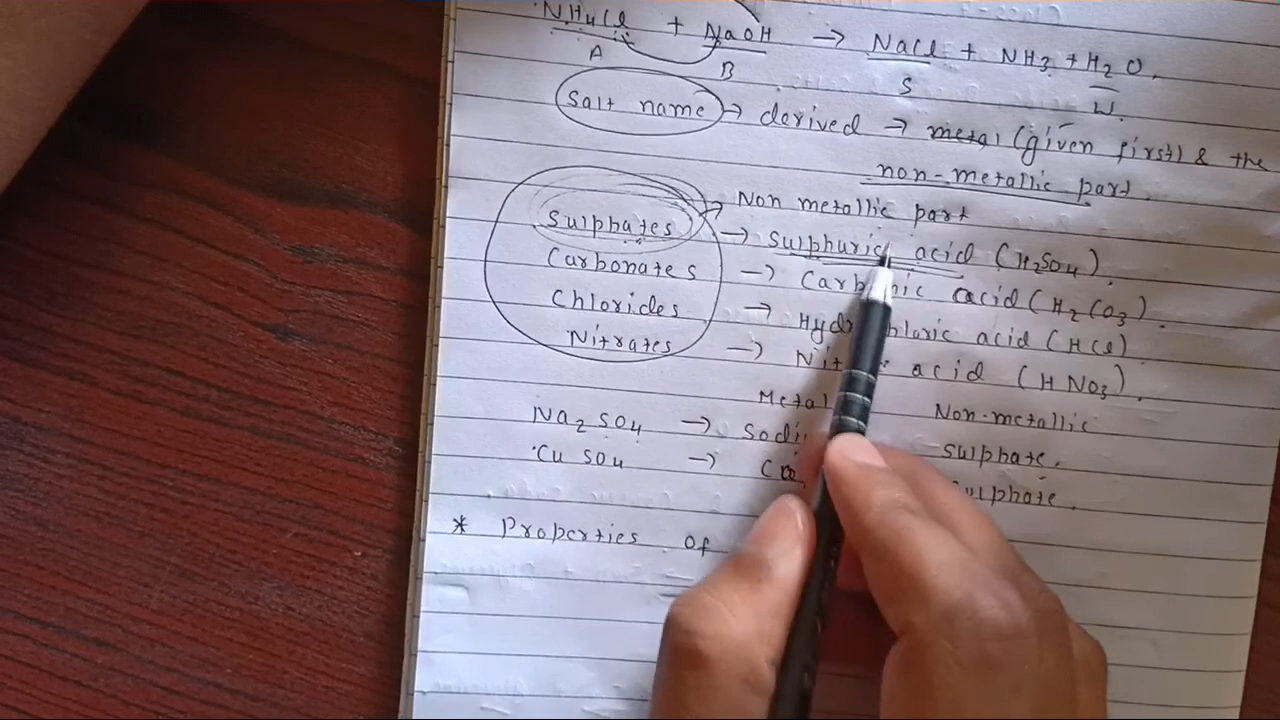 NH4Cl + NaOH → NaCl + NH3 + H2O.
A B S W.
Salt name → derived → metal (given first) & the
non-metallic part.
→ Non metallic part
Sulphates → Sulphuric acid (H2SO4)
Carbonates → acid (H2CO3).
Chlorides → acid (HCl)
Nitrates → acid (HNO3).
Metal Non-metallic
Na2SO4 → sulphate.
CuSO4 → sulphate.
* Properties of